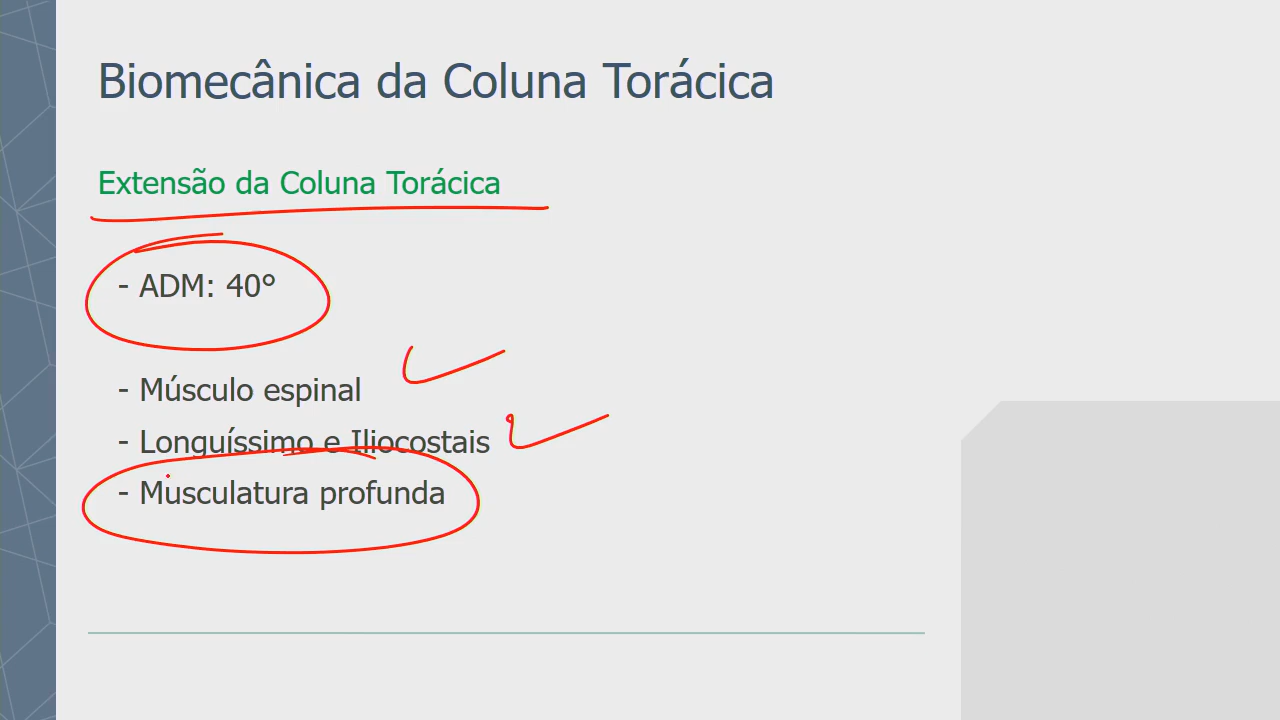 Biomecânica da Coluna Torácica
Extensão da Coluna Torácica
- ADM: 40°
- Músculo espinal
- Longuíssimo e Iliocostais
- Musculatura profunda